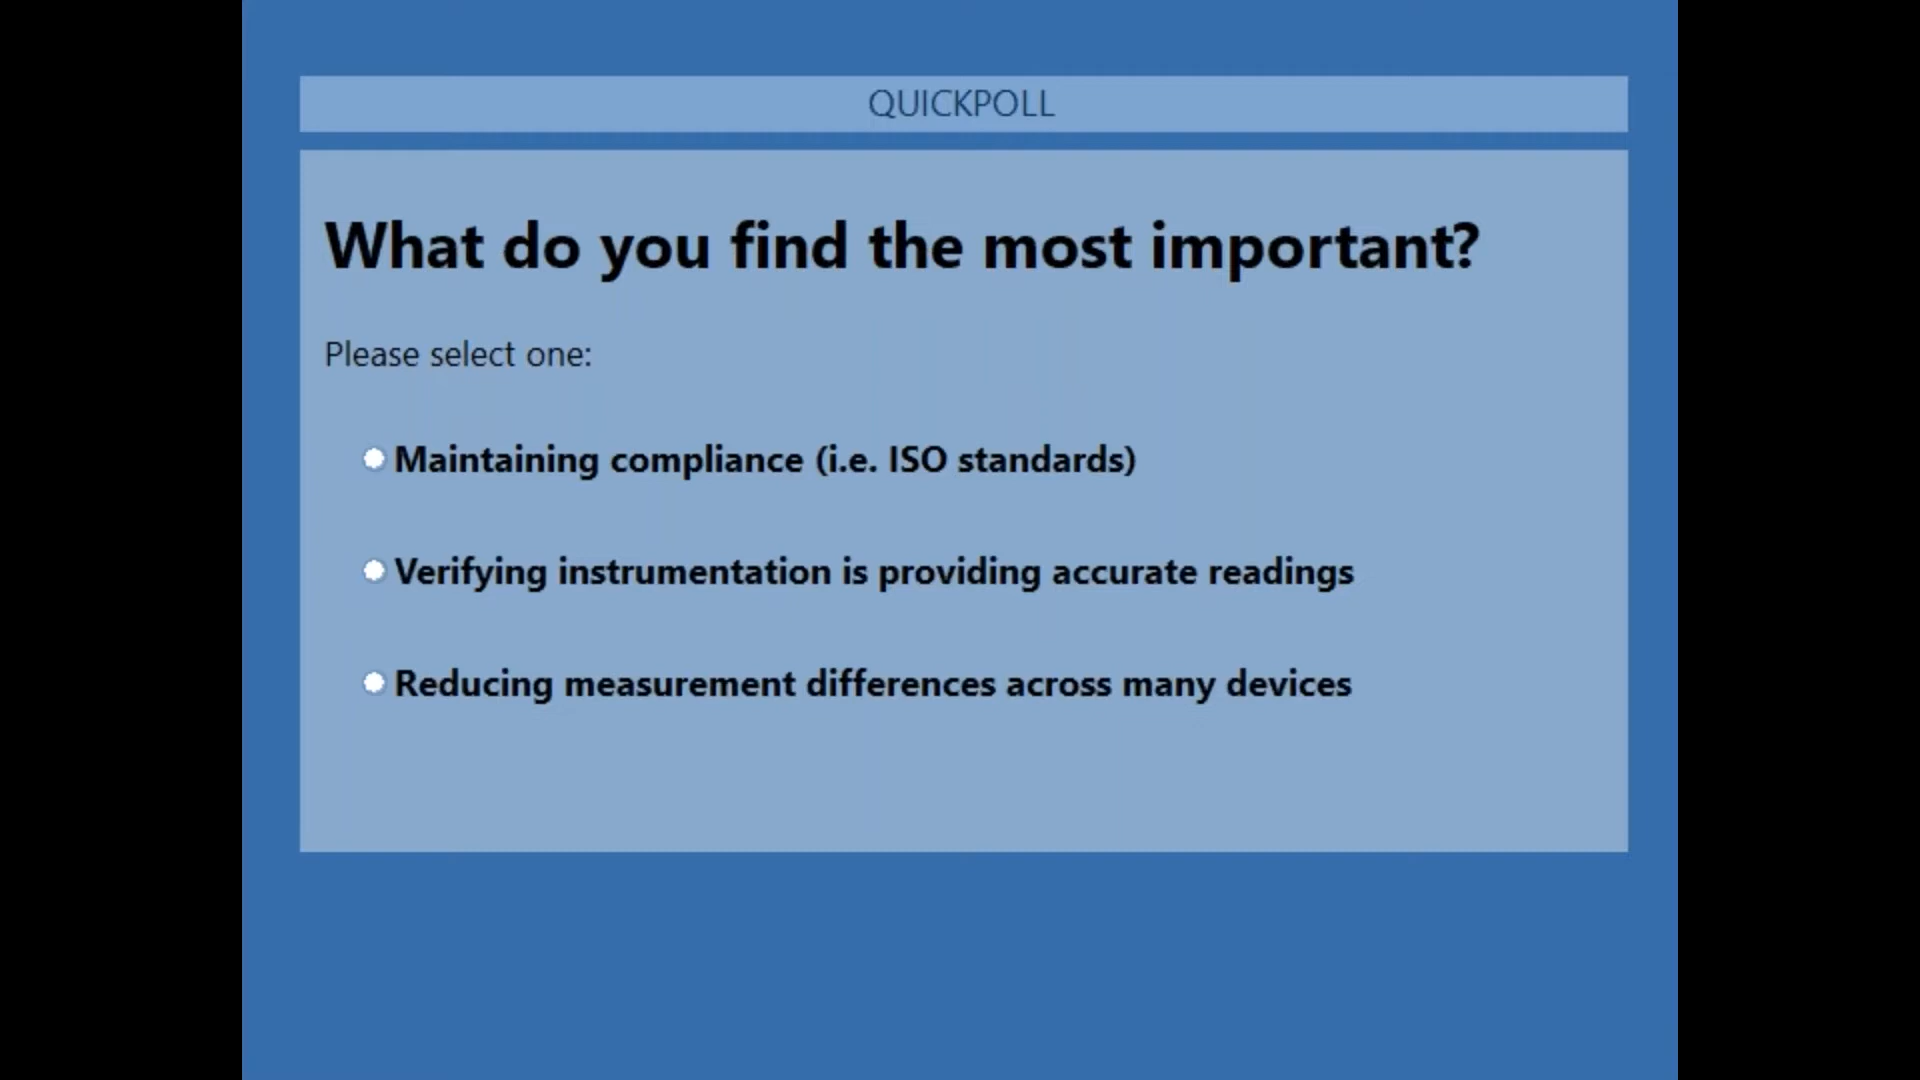 QUICKPOLL
What do you find the most important?
Please select one:
Maintaining compliance (i.e. ISO standards)
Verifying instrumentation is providing accurate readings
Reducing measurement differences across many devices